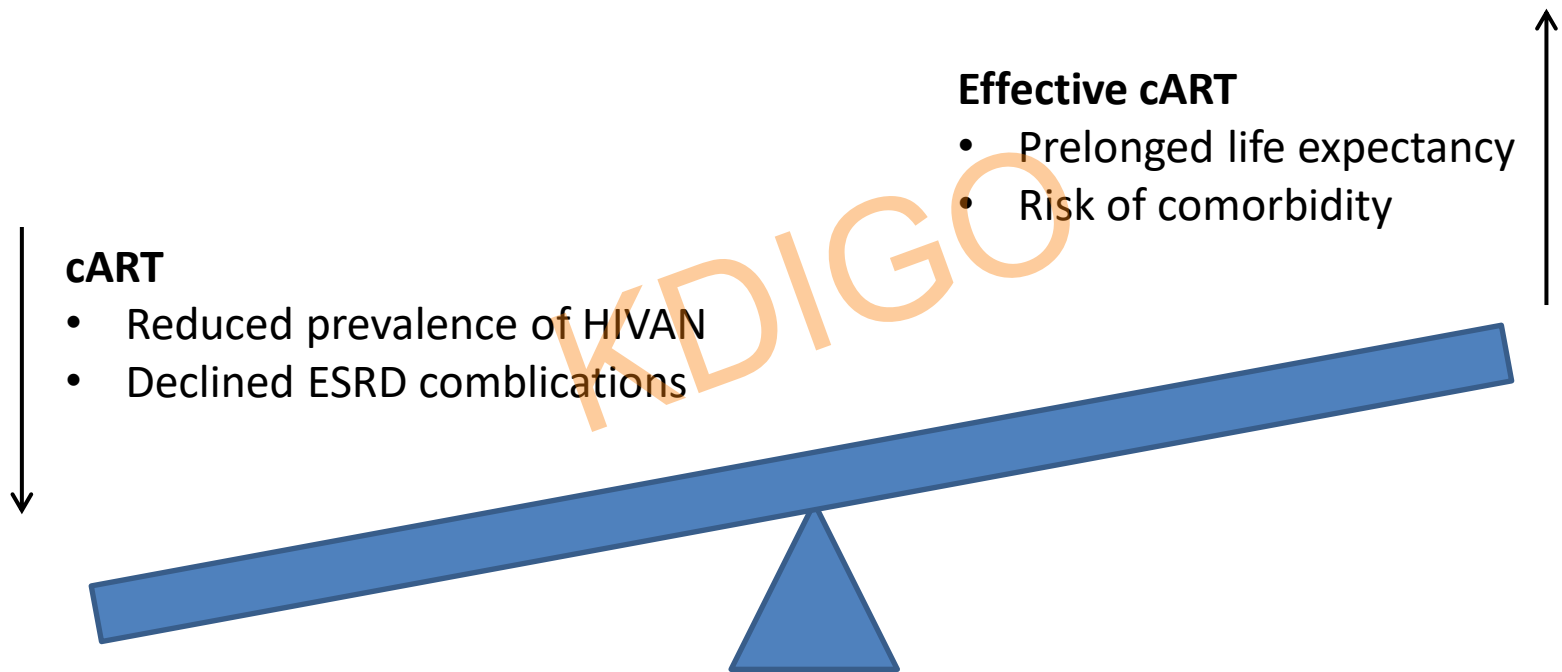 Effective cART
• Prelonged life expectancy
• Risk of comorbidity
cART
• Reduced prevalence of HIVAN
• Declined ESRD comblications
KDIGO